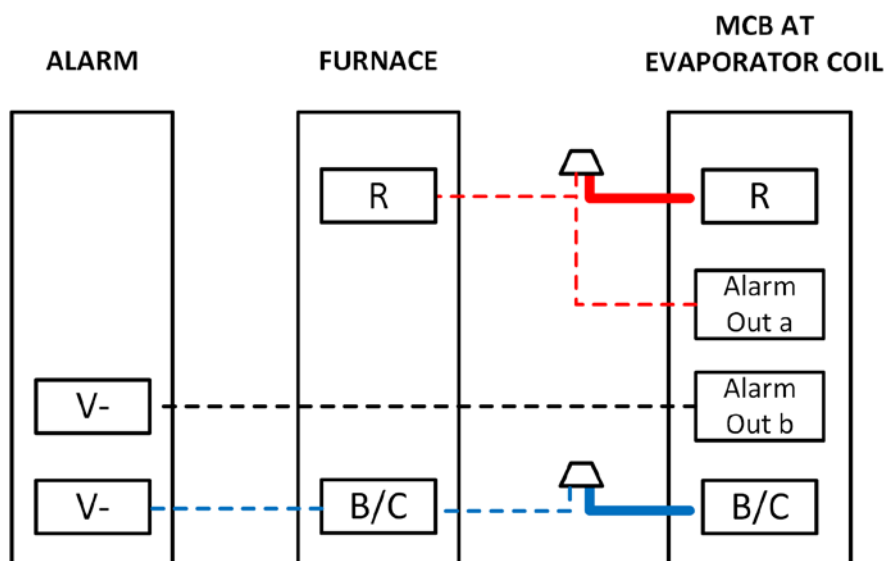 ALARM
FURNACE
MCB AT
EVAPORATOR COIL
R
R
Alarm
Out a
V-
Alarm
Out b
V-
B/C
B/C